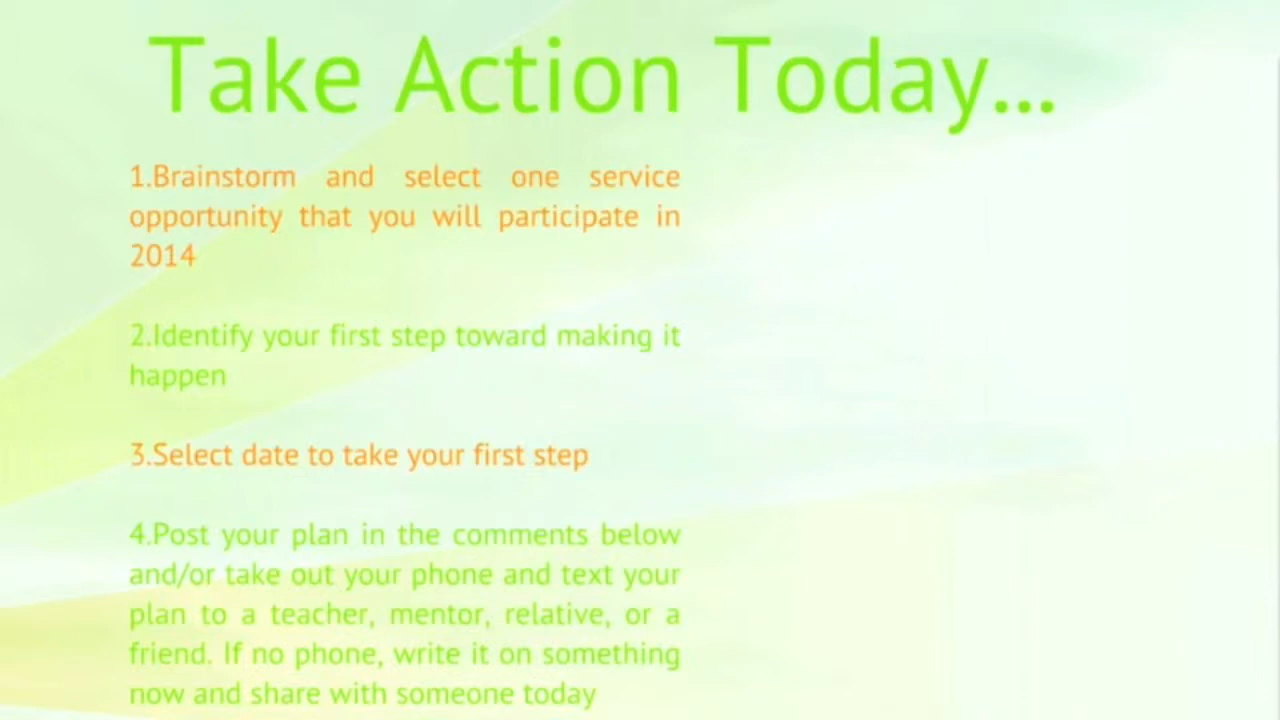 Take Action Today...
1.Brainstorm and select one service
opportunity that you will participate in
2014
2.Identify your first step toward making it
happen
3.Select date to take your first step
4.Post your plan in the comments below
and/or take out your phone and text your
plan to a teacher, mentor, relative, or a
friend. If no phone, write it on something
now and share with someone today